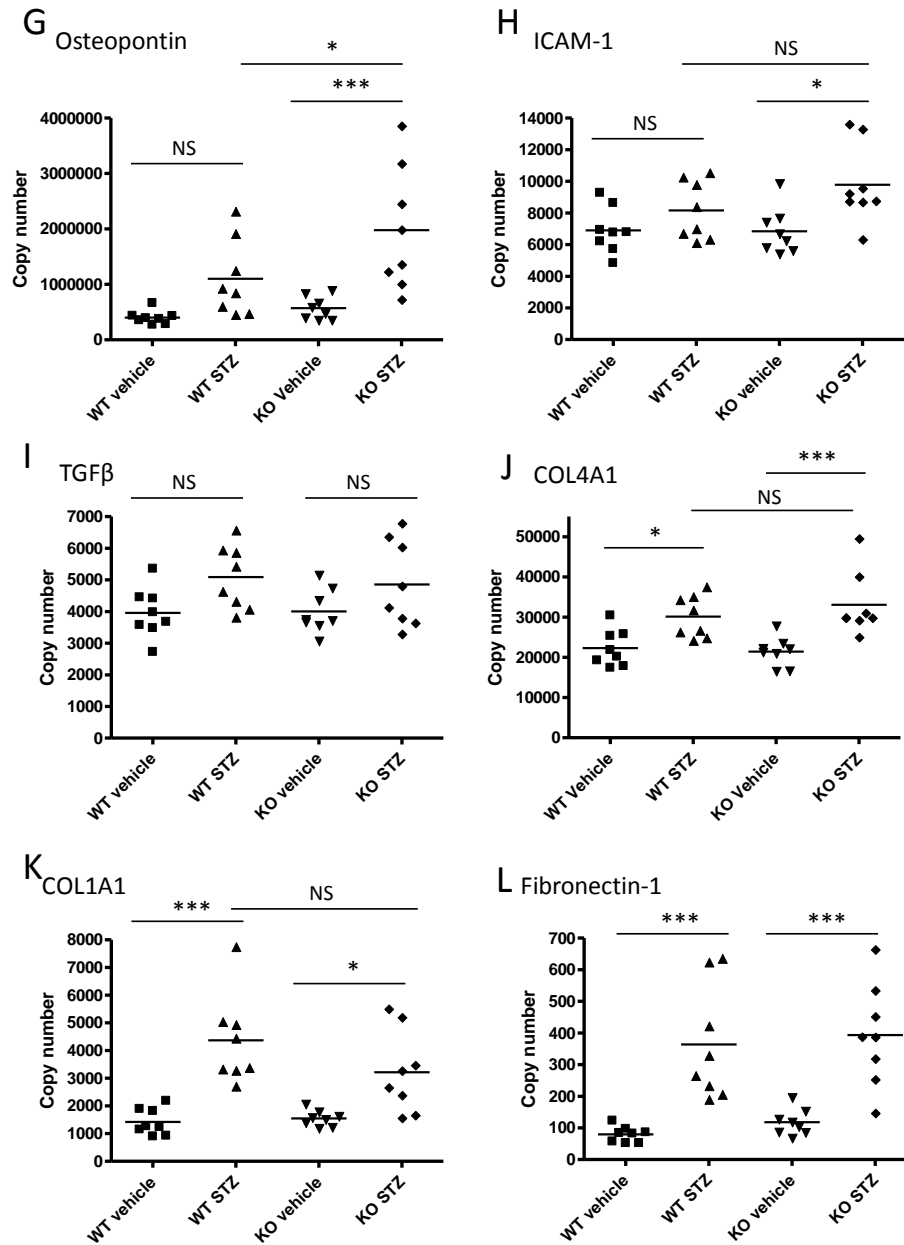 G Osteopontin
*
***
NS
Copy number
4000000
3000000
2000000
1000000
0
WT vehicle
WT STZ
KO vehicle
KO STZ
H ICAM-1
NS
*
NS
Copy number
14000
12000
10000
8000
6000
4000
2000
0
WT vehicle
WT STZ
KO vehicle
KO STZ
I TGFβ
NS
NS
Copy number
7000
6000
5000
4000
3000
2000
1000
0
WT vehicle
WT STZ
KO vehicle
KO STZ
J COL4A1
***
NS
*
Copy number
50000
40000
30000
20000
10000
0
WT vehicle
WT STZ
KO vehicle
KO STZ
K COL1A1
***
NS
*
Copy number
8000
7000
6000
5000
4000
3000
2000
1000
0
WT vehicle
WT STZ
KO vehicle
KO STZ
L Fibronectin-1
***
***
Copy number
700
600
500
400
300
200
100
0
WT vehicle
WT STZ
KO vehicle
KO STZ